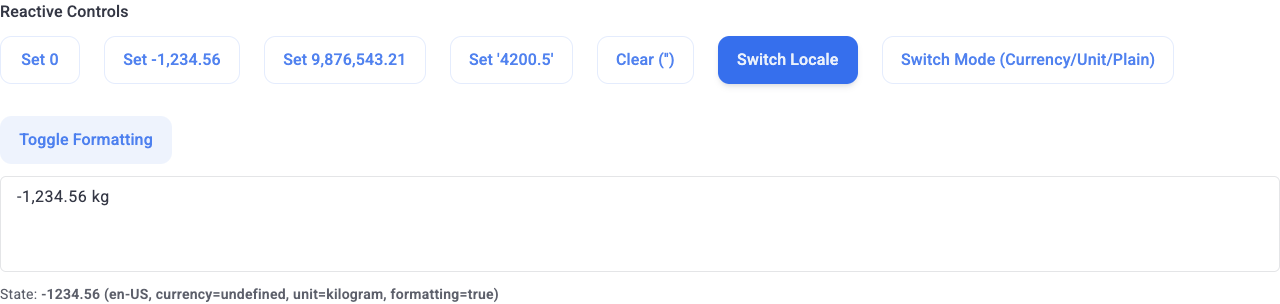 Reactive Controls
Set 0
Set -1,234.56
Set 9,876,543.21
Set '4200.5'
Clear ('')
Switch Locale
Switch Mode (Currency/Unit/Plain)
Toggle Formatting
-1,234.56 kg
State: -1234.56 (en-US, currency=undefined, unit=kilogram, formatting=true)